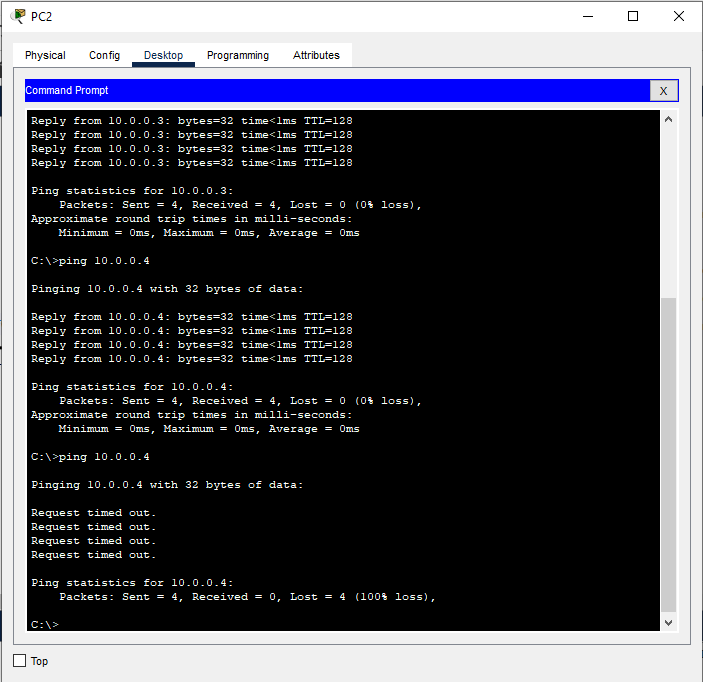 PC2
Physical Config Desktop Programming Attributes
Command Prompt X
Reply from 10.0.0.3: bytes=32 time<1ms TTL=128
Reply from 10.0.0.3: bytes=32 time<1ms TTL=128
Reply from 10.0.0.3: bytes=32 time<1ms TTL=128
Reply from 10.0.0.3: bytes=32 time<1ms TTL=128
Ping statistics for 10.0.0.3:
Packets: Sent = 4, Received = 4, Lost = 0 (0% loss),
Approximate round trip times in milli-seconds:
Minimum = 0ms, Maximum = 0ms, Average = 0ms
C:\>ping 10.0.0.4
Pinging 10.0.0.4 with 32 bytes of data:
Reply from 10.0.0.4: bytes=32 time<1ms TTL=128
Reply from 10.0.0.4: bytes=32 time<1ms TTL=128
Reply from 10.0.0.4: bytes=32 time<1ms TTL=128
Reply from 10.0.0.4: bytes=32 time<1ms TTL=128
Ping statistics for 10.0.0.4:
Packets: Sent = 4, Received = 4, Lost = 0 (0% loss),
Approximate round trip times in milli-seconds:
Minimum = 0ms, Maximum = 0ms, Average = 0ms
C:\>ping 10.0.0.4
Pinging 10.0.0.4 with 32 bytes of data:
Request timed out.
Request timed out.
Request timed out.
Request timed out.
Ping statistics for 10.0.0.4:
Packets: Sent = 4, Received = 0, Lost = 4 (100% loss),
C:\>
Top